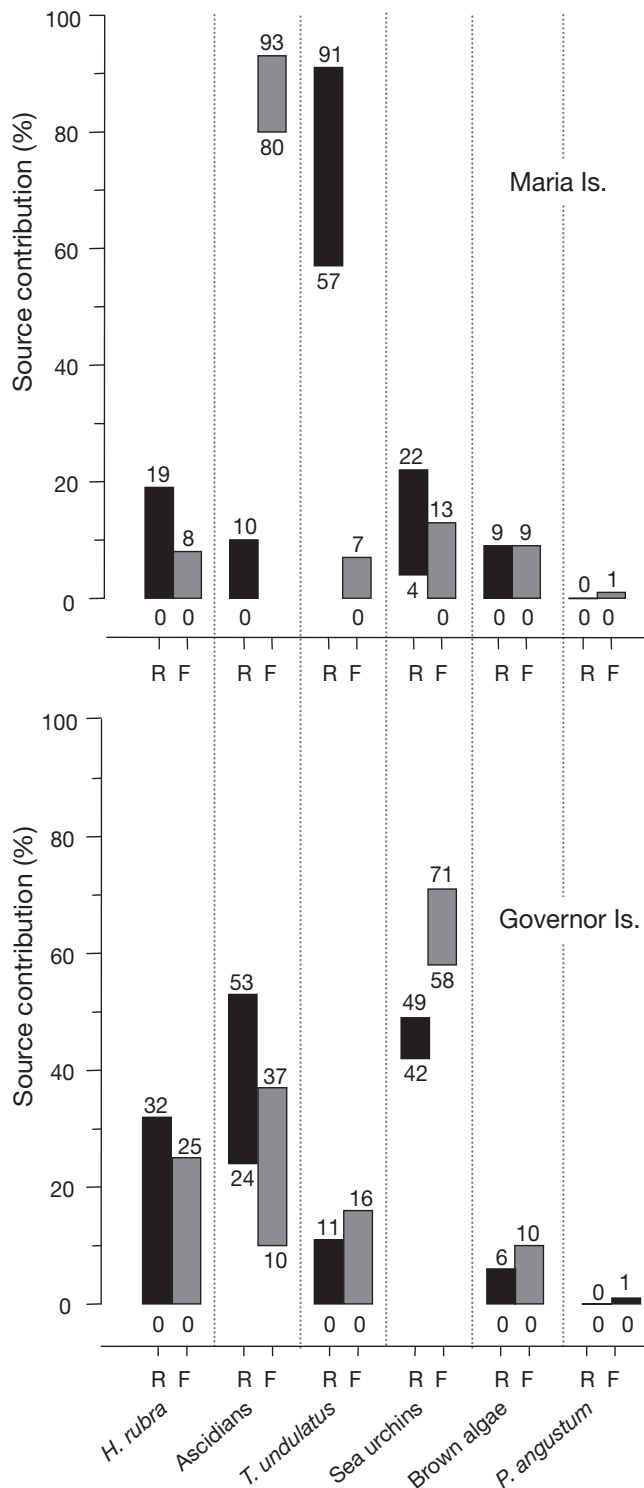 100
93
91
80
80
Maria Is.
Source contribution (%)
60
57
40
22
19
20
13
10
9 9
8
7
4
0 1
0
0 0 0 0 0 0 0 0 0
R F R F R F R F R F R F
100
80
71
Governor Is.
Source contribution (%)
60
58
53
49
42
40
37
32
25
24
20
16
11
10
10
6
0 1
0
0 0 0 0 0 0 0 0
R F R F R F R F R F R F
H. rubra
Ascidians
T. undulatus
Sea urchins
Brown algae
P. angustum